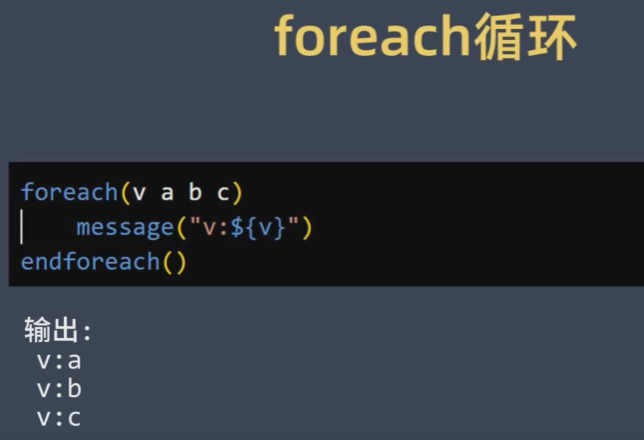 foreach循环
foreach(v a b c)
    message("v:${v}")
endforeach()
输出:
v:a
v:b
v:c